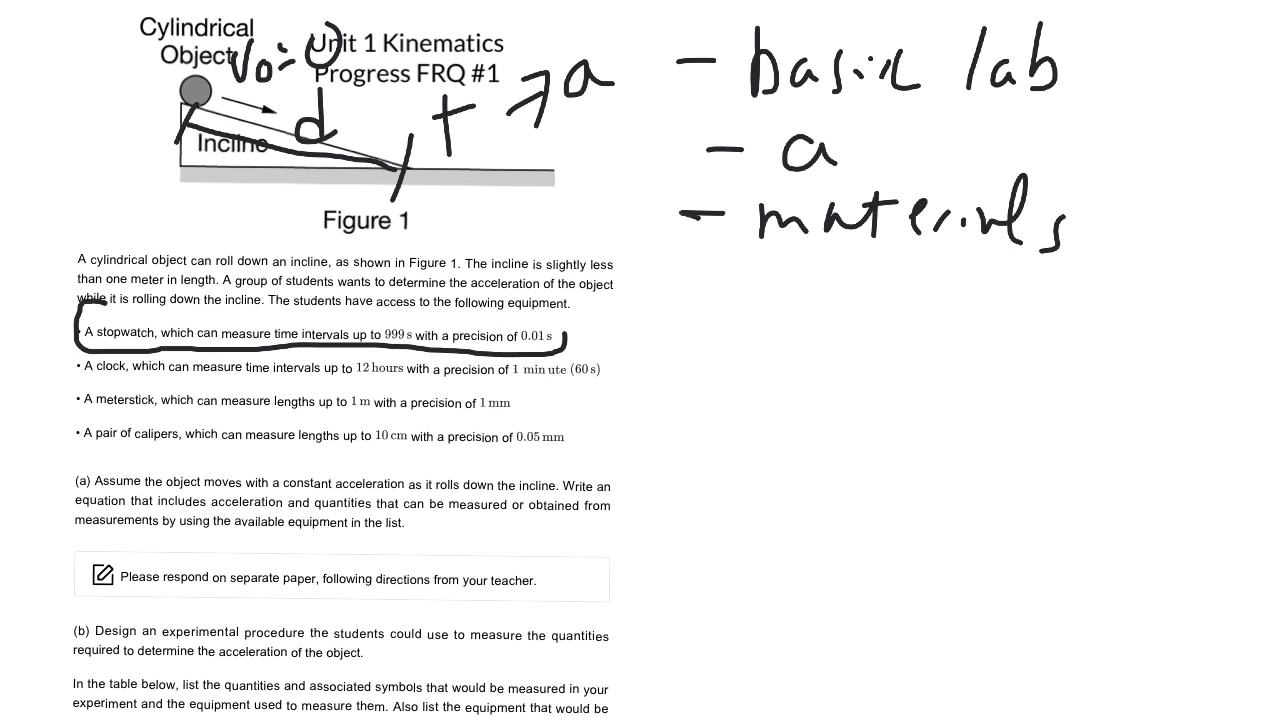 Cylindrical
Object
Unit 1 Kinematics
Progress FRQ #1
V0=0
d
t → a
Incline
Figure 1
- basic lab
- a
- materials
A cylindrical object can roll down an incline, as shown in Figure 1. The incline is slightly less
than one meter in length. A group of students wants to determine the acceleration of the object
while it is rolling down the incline. The students have access to the following equipment.
• A stopwatch, which can measure time intervals up to 999 s with a precision of 0.01 s
• A clock, which can measure time intervals up to 12 hours with a precision of 1 min ute (60 s)
• A meterstick, which can measure lengths up to 1 m with a precision of 1 mm
• A pair of calipers, which can measure lengths up to 10 cm with a precision of 0.05 mm
(a) Assume the object moves with a constant acceleration as it rolls down the incline. Write an
equation that includes acceleration and quantities that can be measured or obtained from
measurements by using the available equipment in the list.
Please respond on separate paper, following directions from your teacher.
(b) Design an experimental procedure the students could use to measure the quantities
required to determine the acceleration of the object.
In the table below, list the quantities and associated symbols that would be measured in your
experiment and the equipment used to measure them. Also list the equipment that would be